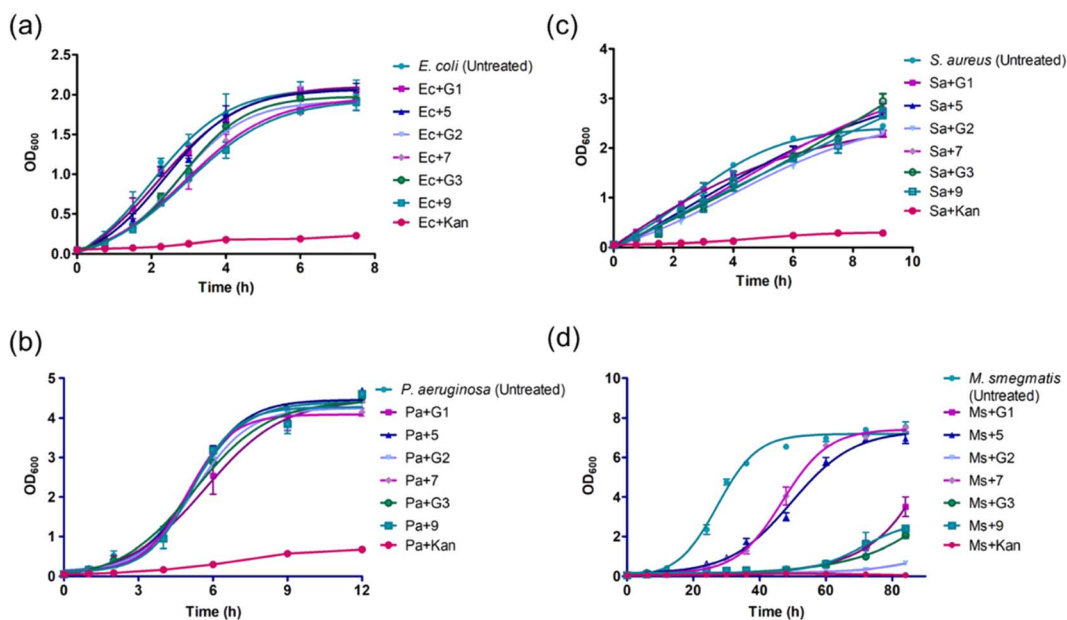 (a)
2.5
2.0
1.5
1.0
0.5
0.0
OD600
0 2 4 6 8
Time (h)
E. coli (Untreated)
Ec+G1
Ec+5
Ec+G2
Ec+7
Ec+G3
Ec+9
Ec+Kan
(c)
4
3
2
1
0
OD600
0 2 4 6 8 10
Time (h)
S. aureus (Untreated)
Sa+G1
Sa+5
Sa+G2
Sa+7
Sa+G3
Sa+9
Sa+Kan
(b)
5
4
3
2
1
0
OD600
0 3 6 9 12
Time (h)
P. aeruginosa (Untreated)
Pa+G1
Pa+5
Pa+G2
Pa+7
Pa+G3
Pa+9
Pa+Kan
(d)
10
8
6
4
2
0
OD600
0 20 40 60 80
Time (h)
M. smegmatis
(Untreated)
Ms+G1
Ms+5
Ms+G2
Ms+7
Ms+G3
Ms+9
Ms+Kan